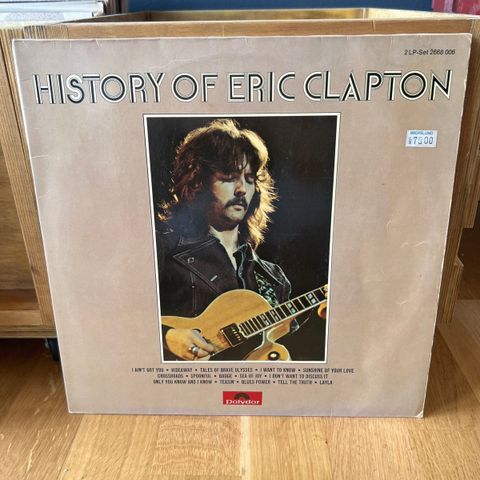 2 LP-Set 2668 006
HISTORY OF ERIC CLAPTON
75.00
I AIN'T GOT YOU • HIDEAWAY • TALES OF BRAVE ULYSSES • I WANT TO KNOW • SUNSHINE OF YOUR LOVE
CROSSROADS • SPOONFUL • BADGE • SEA OF JOY • I DON'T WANT TO DISCUSS IT
ONLY YOU KNOW AND I KNOW • TEASIN' • BLUES POWER • TELL THE TRUTH • LAYLA
Polydor